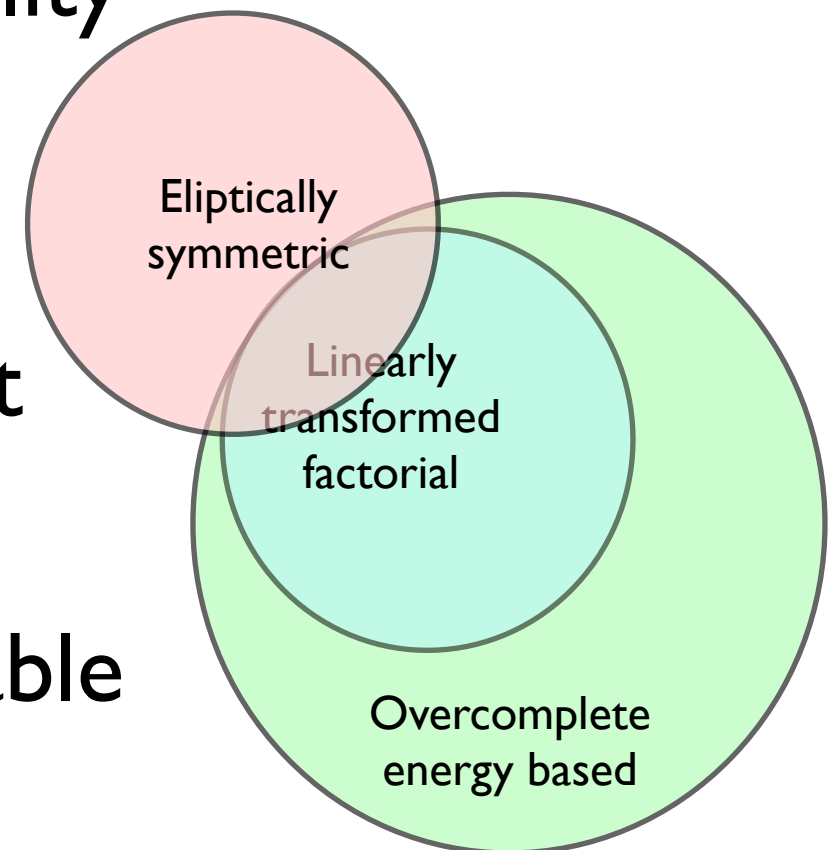 Eliptically
symmetric
Linearly
transformed
factorial
Overcomplete
energy based